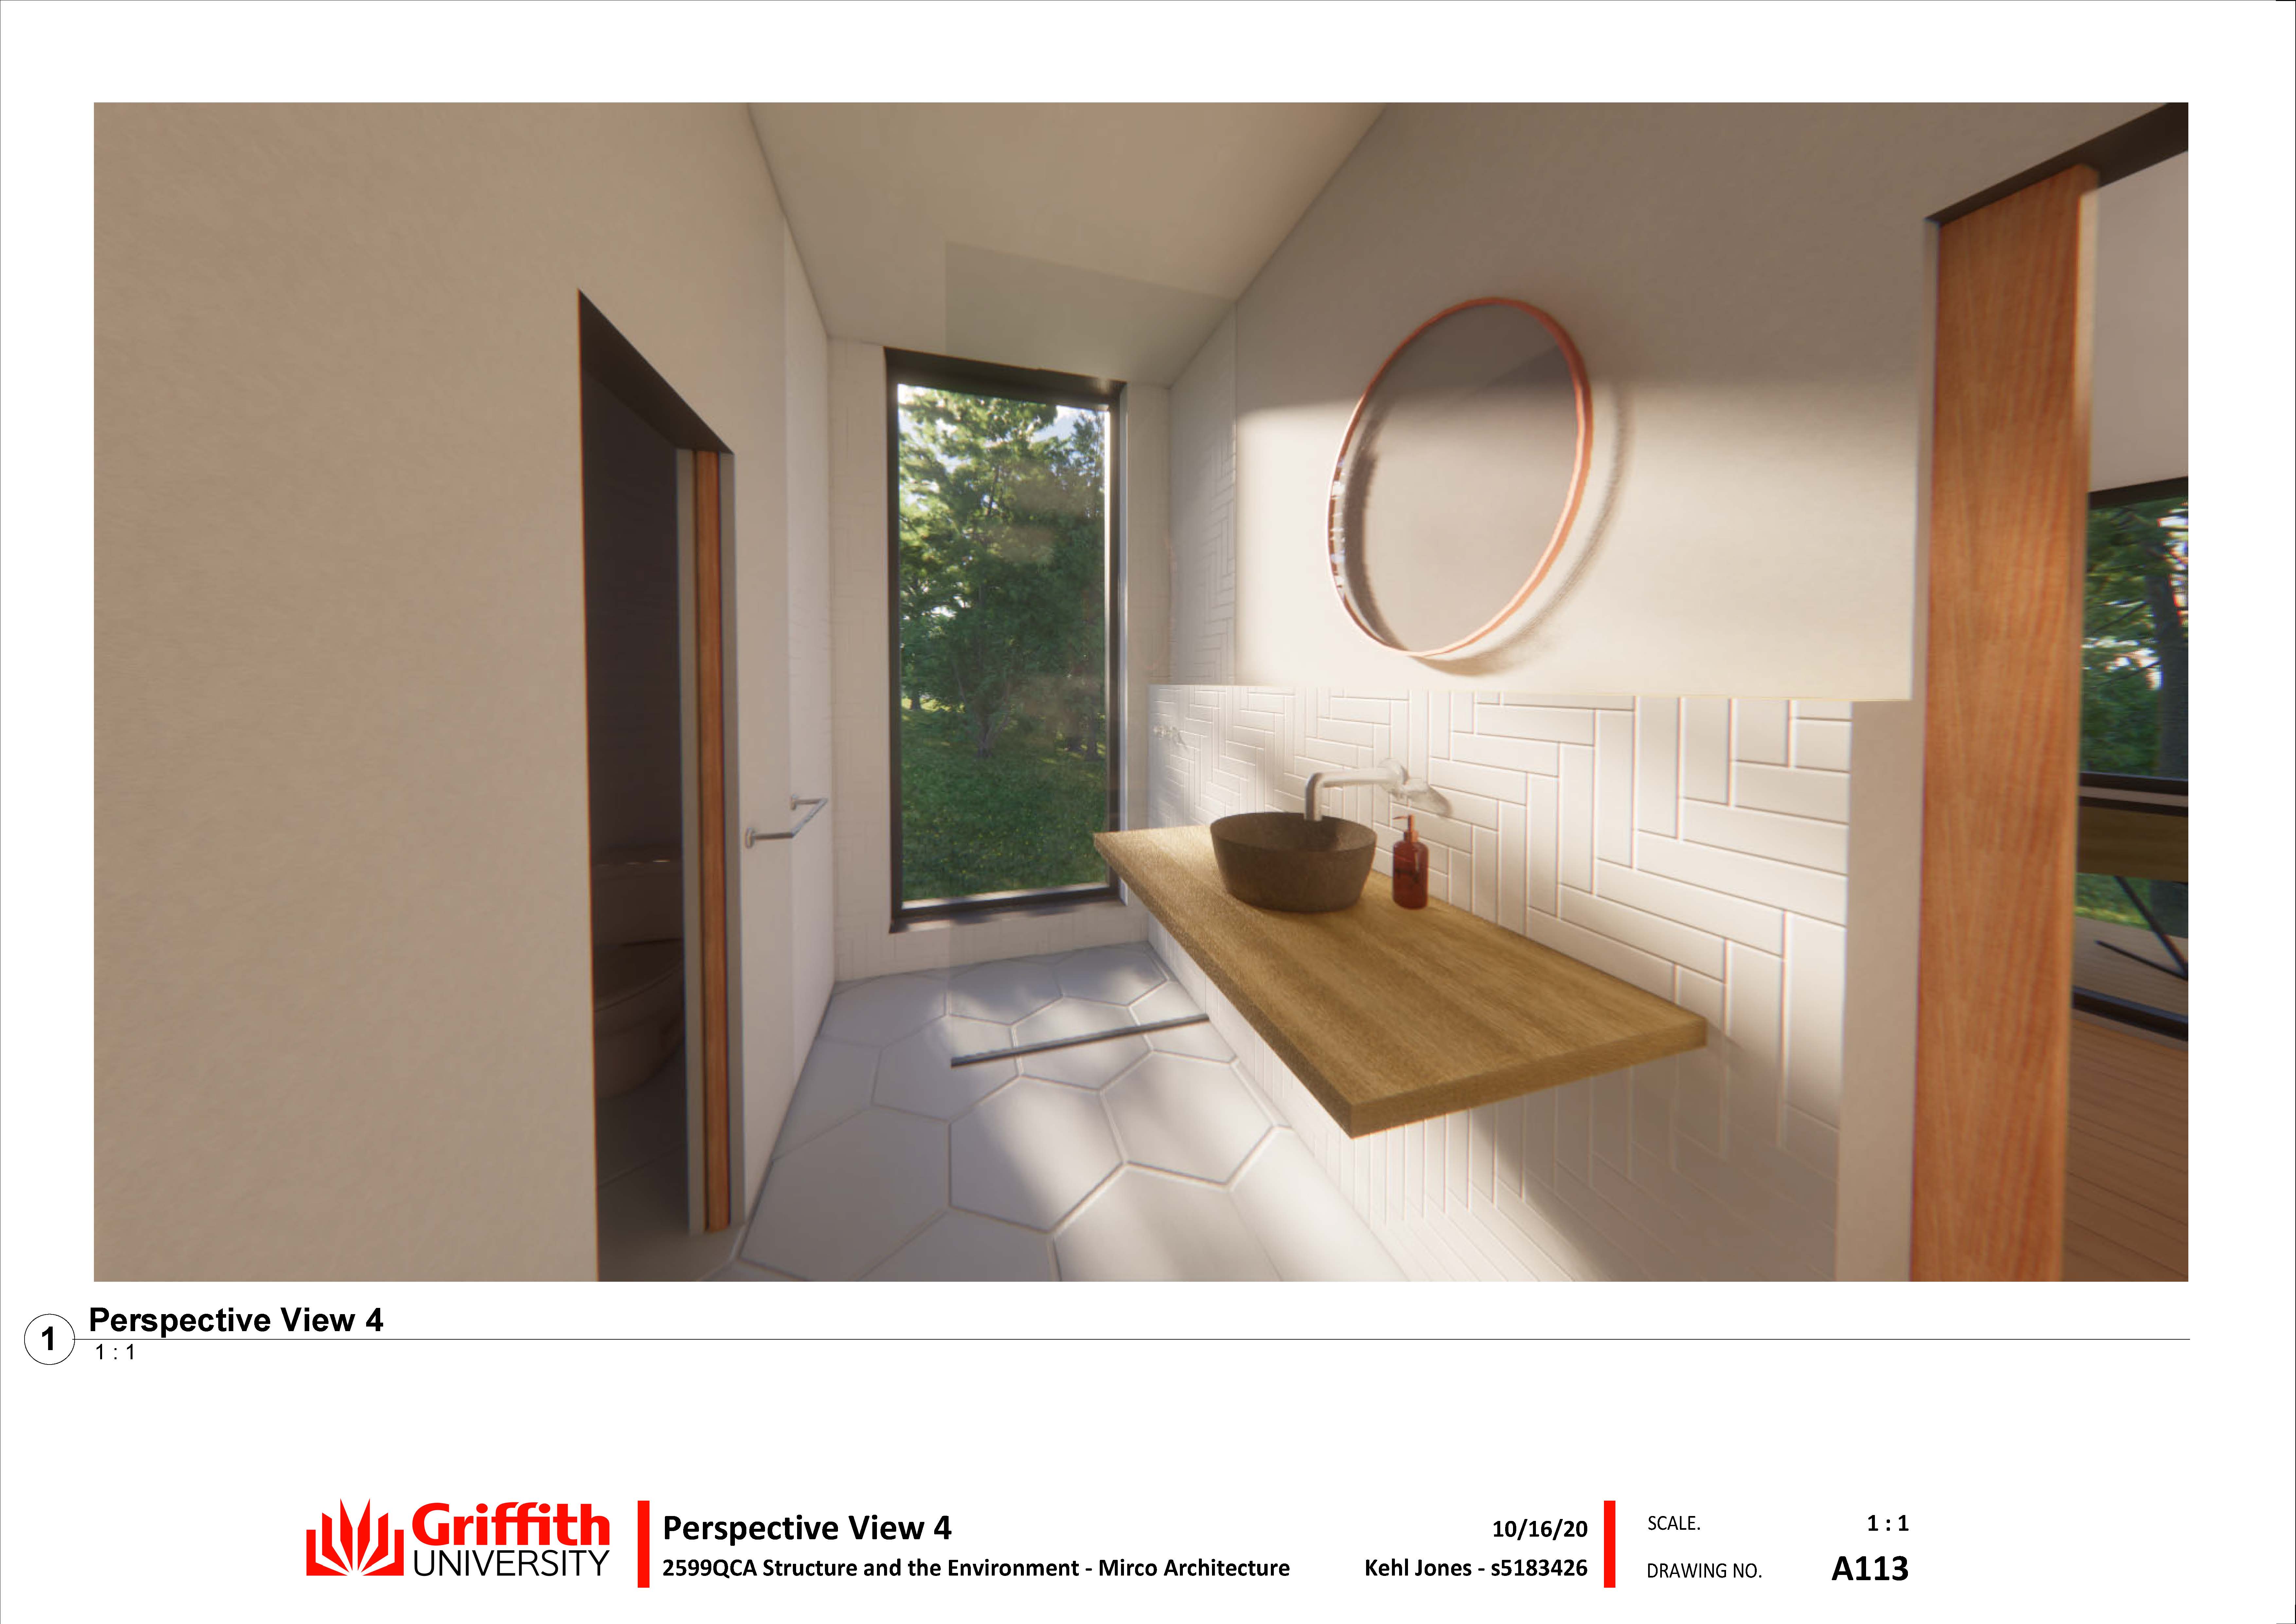 1
Perspective View 4
1 : 1
Griffith
UNIVERSITY
Perspective View 4
2599QCA Structure and the Environment - Mirco Architecture
10/16/20
Kehl Jones - s5183426
SCALE.
1 : 1
DRAWING NO.
A113